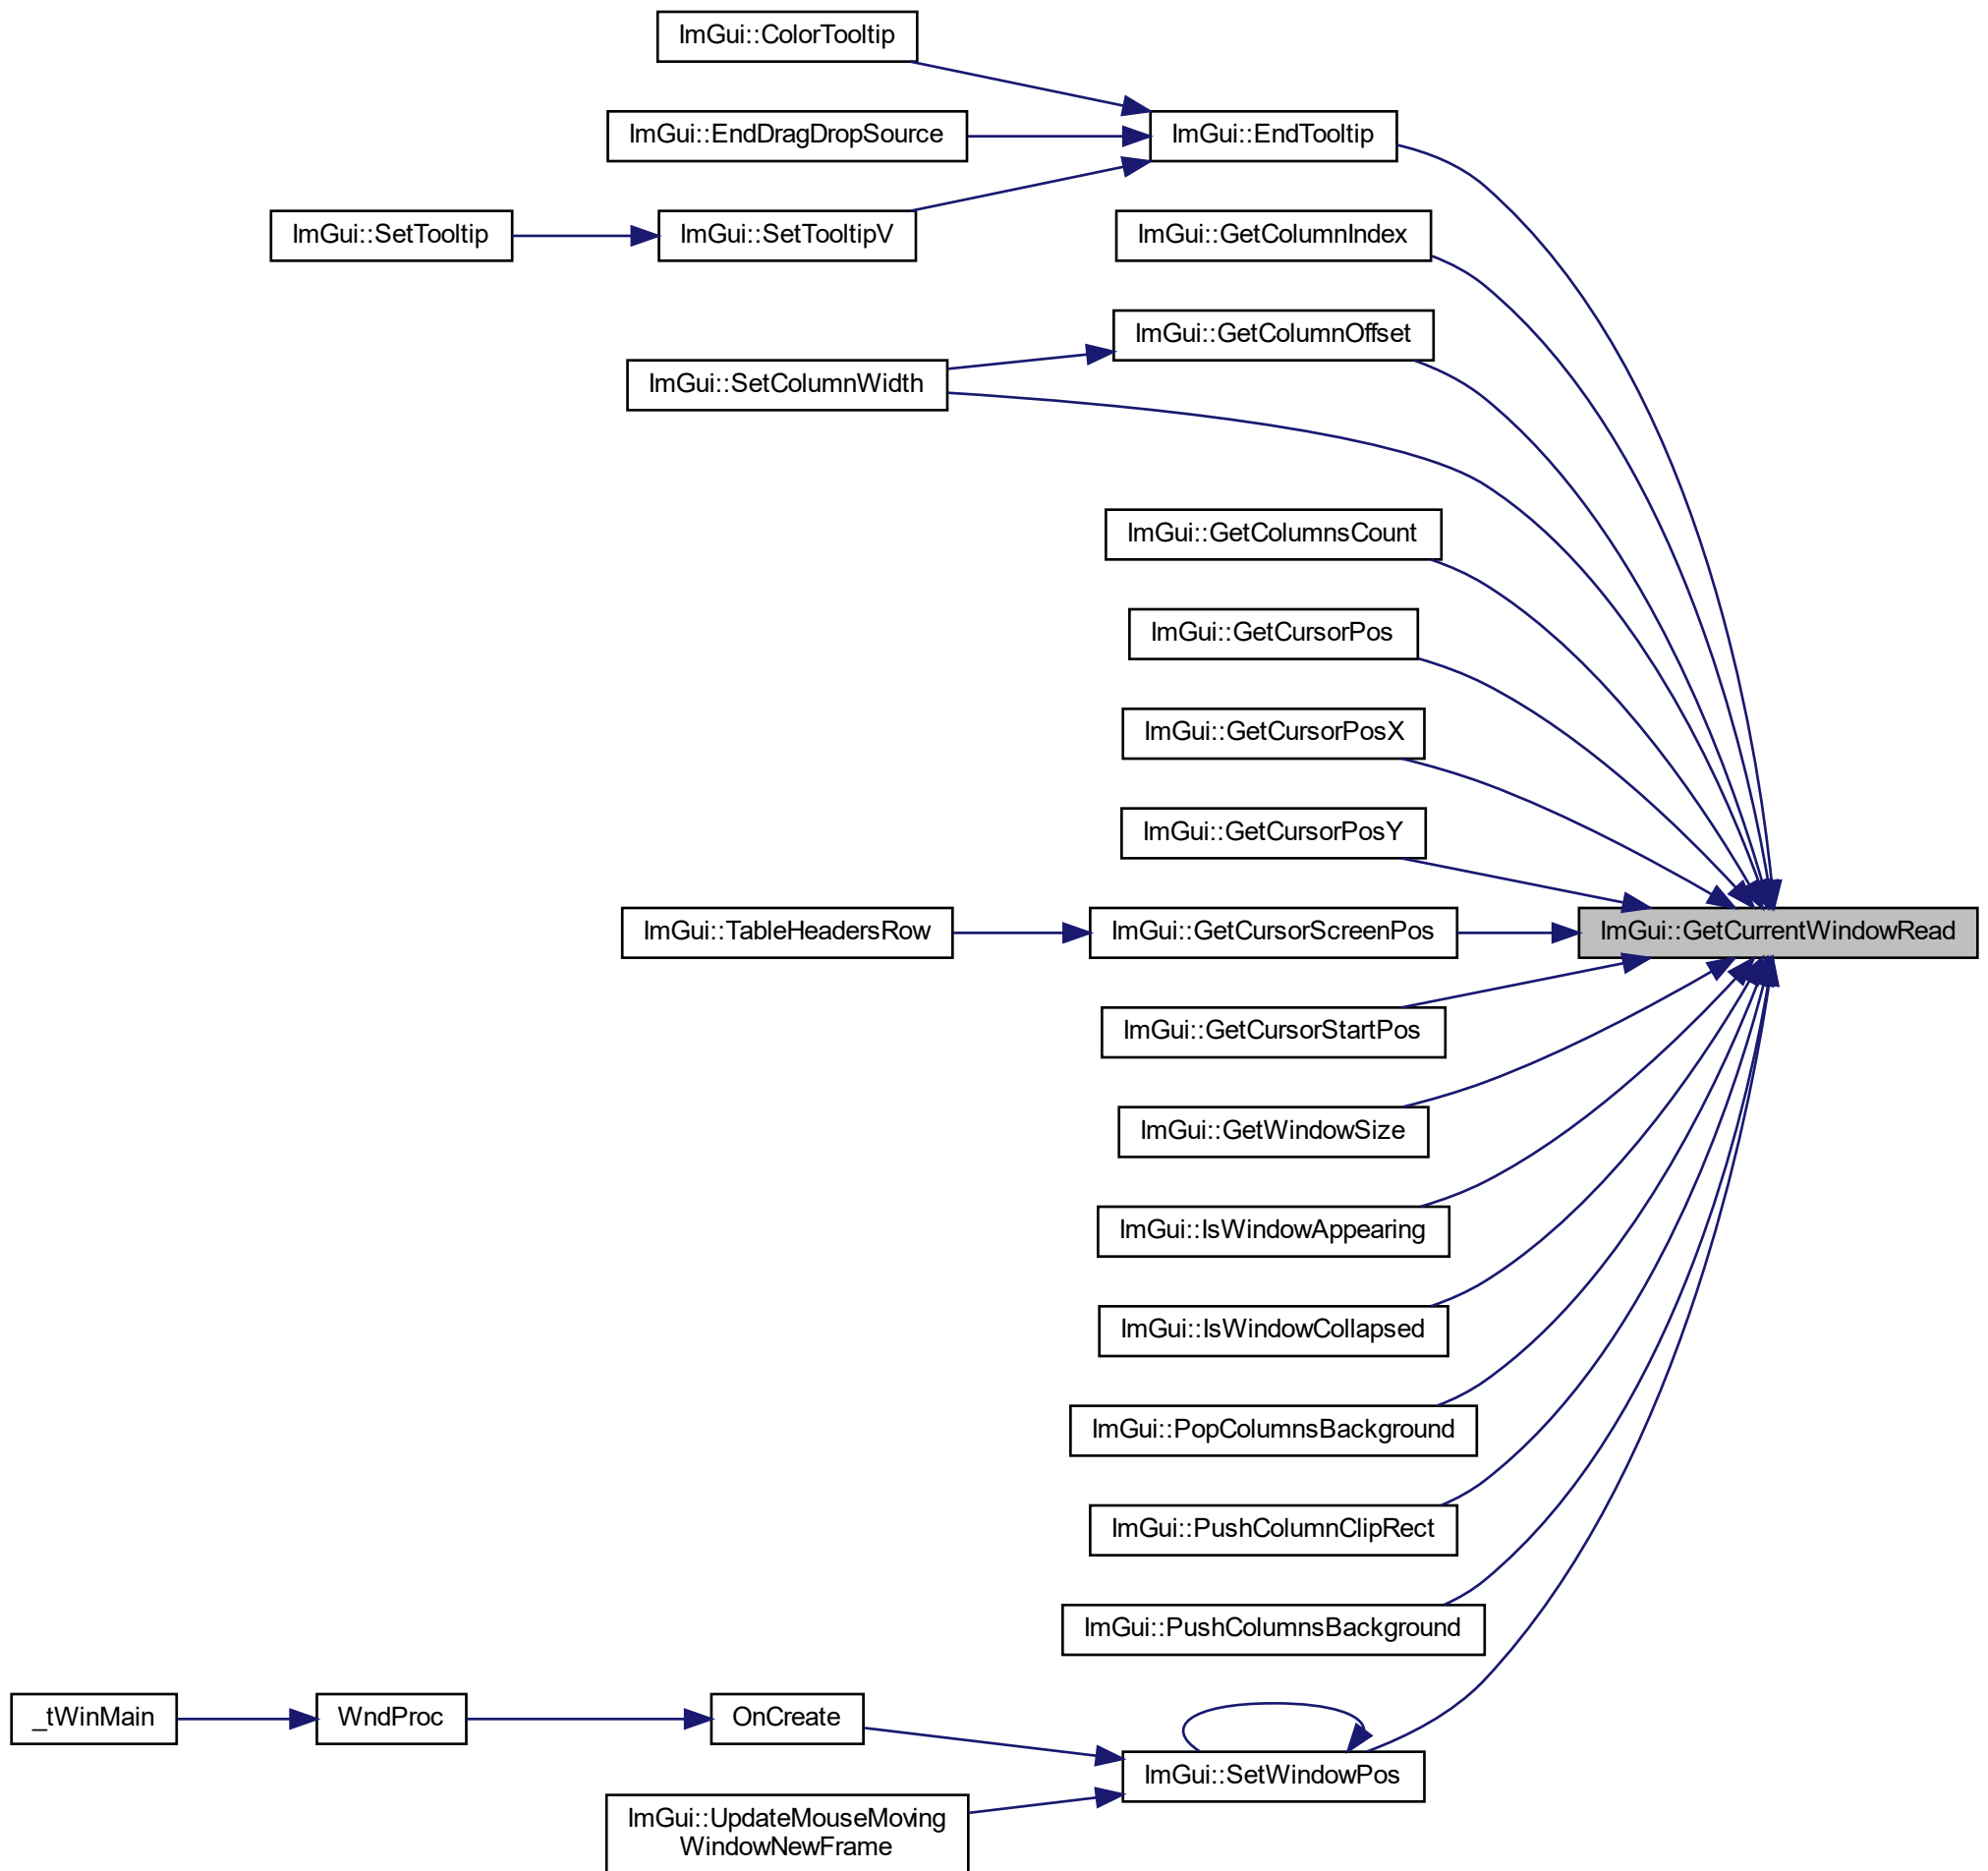 ImGui::ColorTooltip
ImGui::EndDragDropSource
ImGui::EndTooltip
ImGui::SetTooltip
ImGui::SetTooltipV
ImGui::GetColumnIndex
ImGui::GetColumnOffset
ImGui::SetColumnWidth
ImGui::GetColumnsCount
ImGui::GetCursorPos
ImGui::GetCursorPosX
ImGui::GetCursorPosY
ImGui::TableHeadersRow
ImGui::GetCursorScreenPos
ImGui::GetCurrentWindowRead
ImGui::GetCursorStartPos
ImGui::GetWindowSize
ImGui::IsWindowAppearing
ImGui::IsWindowCollapsed
ImGui::PopColumnsBackground
ImGui::PushColumnClipRect
ImGui::PushColumnsBackground
_tWinMain
WndProc
OnCreate
ImGui::SetWindowPos
ImGui::UpdateMouseMoving
WindowNewFrame